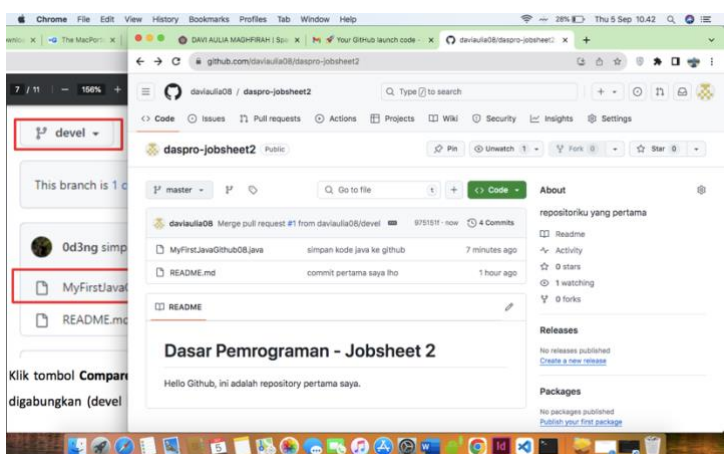 Chrome File Edit View History Bookmarks Profiles Tab Window Help 28% Thu 5 Sep 10.42
The MacPort
DAVI AULIA MAGHFIRAH | Spa
Your GitHub launch code -
daviaulia08/daspro-jobsheet2:
github.com/daviaulia08/daspro-jobsheet2
7 / 11 — 156% +
devel
This branch is 1 c
0d3ng simp
MyFirstJava
README.md
Klik tombol Compare
digabungkan (devel
daviaulia08 / daspro-jobsheet2
Type / to search
Code Issues Pull requests Actions Projects Wiki Security Insights Settings
daspro-jobsheet2 Public
Pin Unwatch 1 Fork 0 Star 0
master
Go to file t + Code
daviaulia08 Merge pull request #1 from daviaulia08/devel 975151f · now 4 Commits
MyFirstJavaGithub08.java simpan kode java ke github 7 minutes ago
README.md commit pertama saya lho 1 hour ago
README
Dasar Pemrograman - Jobsheet 2
Hello Github, ini adalah repository pertama saya.
About
repositoriku yang pertama
Readme
Activity
0 stars
1 watching
0 forks
Releases
No releases published
Create a new release
Packages
No packages published
Publish your first package